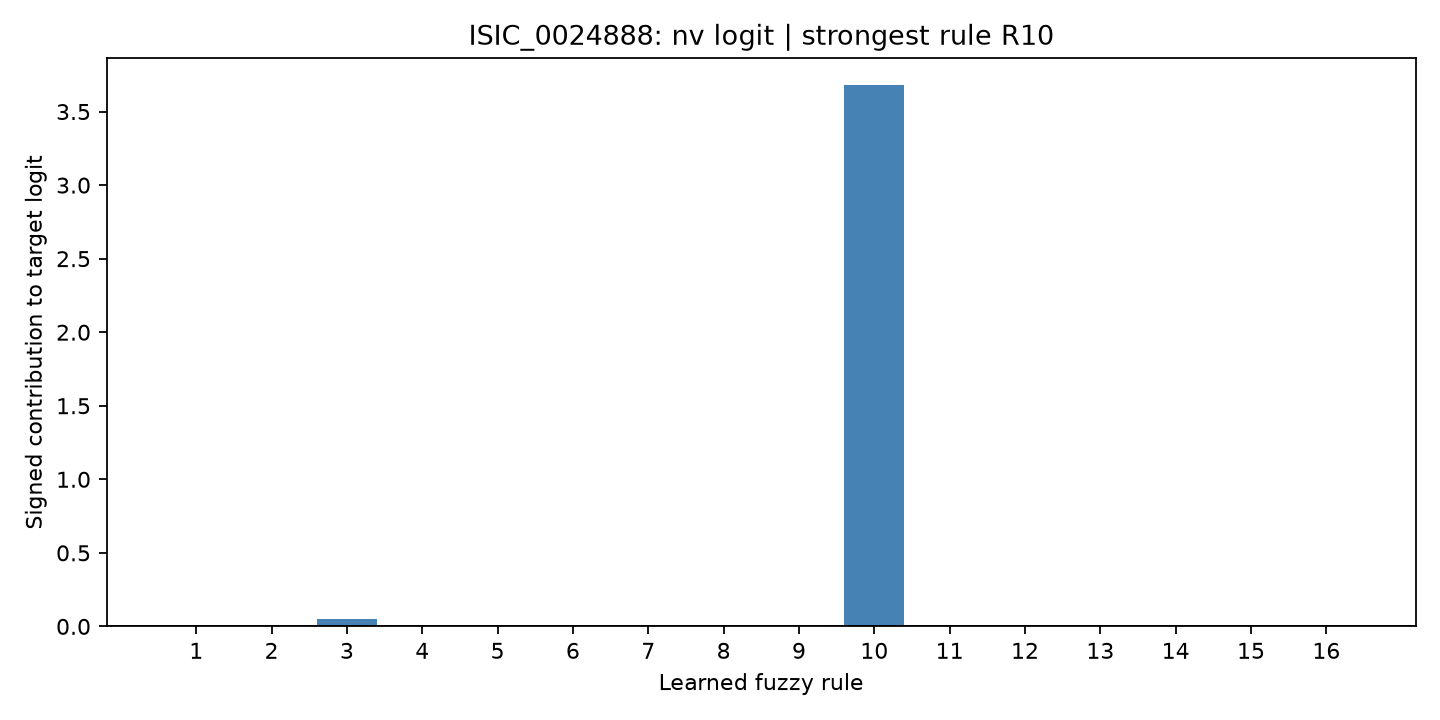 ISIC_0024888: nv logit | strongest rule R10
Signed contribution to target logit
3.5
3.0
2.5
2.0
1.5
1.0
0.5
0.0
1 2 3 4 5 6 7 8 9 10 11 12 13 14 15 16
Learned fuzzy rule